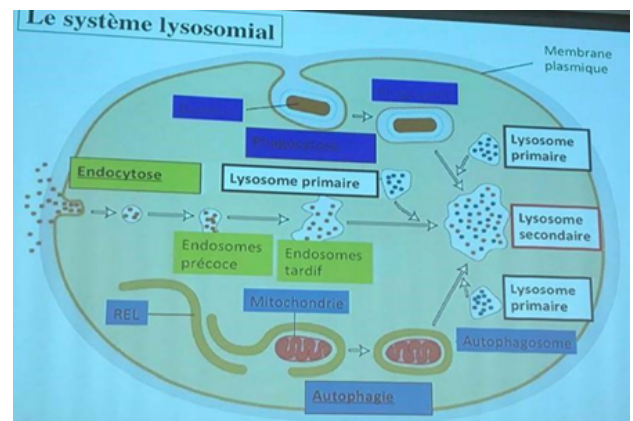 Le système lysosomial
Membrane
plasmique
Phagocytose
Lysosome
primaire
Endocytose
Lysosome primaire
Lysosome
secondaire
Endosomes
précoce
Endosomes
tardif
Lysosome
primaire
Mitochondrie
REL
Autophagosome
Autophagie